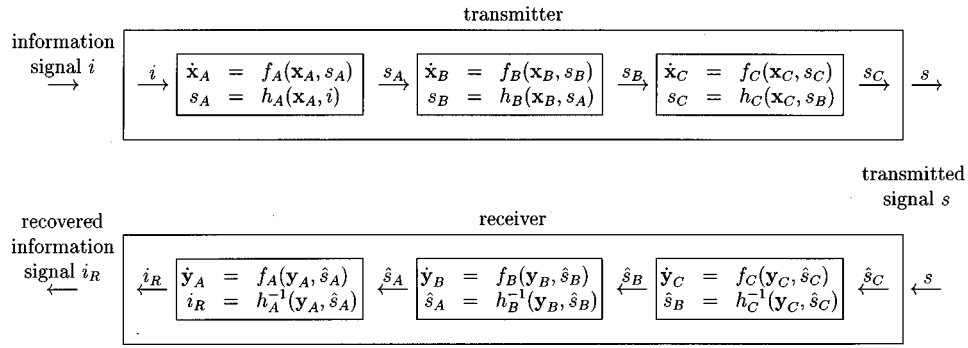 transmitter
information
signal i
i
ẋ_A = f_A(x_A, s_A)
s_A = h_A(x_A, i)
s_A
ẋ_B = f_B(x_B, s_B)
s_B = h_B(x_B, s_A)
s_B
ẋ_C = f_C(x_C, s_C)
s_C = h_C(x_C, s_B)
s_C
s
transmitted
signal s
receiver
recovered
information
signal i_R
i_R
ẏ_A = f_A(y_A, ŝ_A)
i_R = h_A^{-1}(y_A, ŝ_A)
ŝ_A
ẏ_B = f_B(y_B, ŝ_B)
ŝ_A = h_B^{-1}(y_B, ŝ_B)
ŝ_B
ẏ_C = f_C(y_C, ŝ_C)
ŝ_B = h_C^{-1}(y_C, ŝ_C)
ŝ_C
s